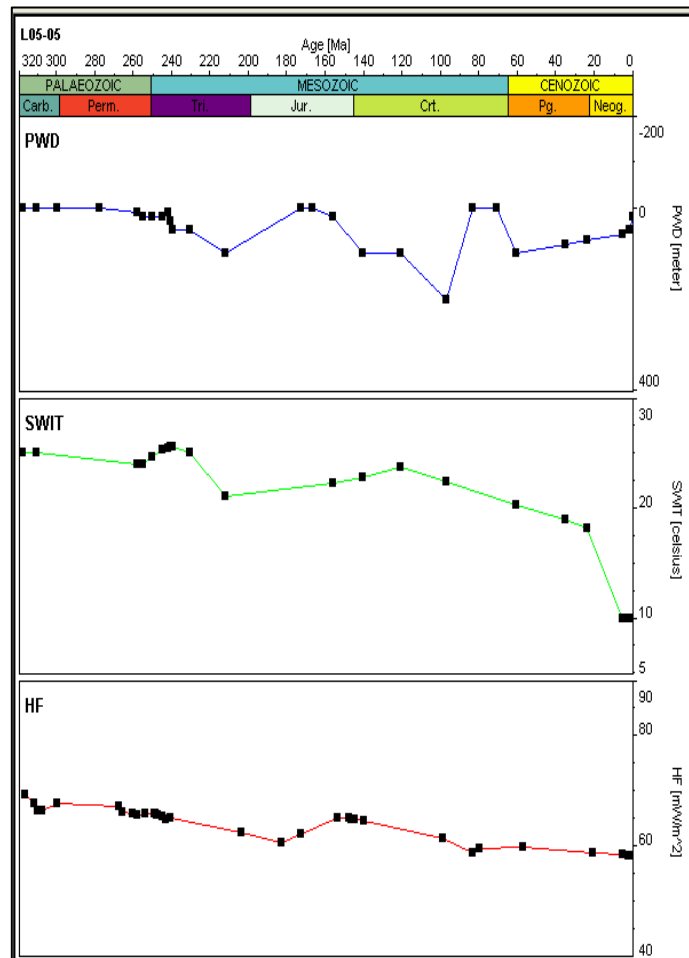 L05-05
Age [Ma]
320 300 280 260 240 220 200 180 160 140 120 100 80 60 40 20 0
PALAEOZOIC MESOZOIC CENOZOIC
Carb. Perm. Tri. Jur. Crt. Pg. Neog.
PWD
-200
0
400
PWD [meter]
SWIT
30
20
10
5
SWIT [celsius]
HF
90
80
60
40
HF [mW/m^2]